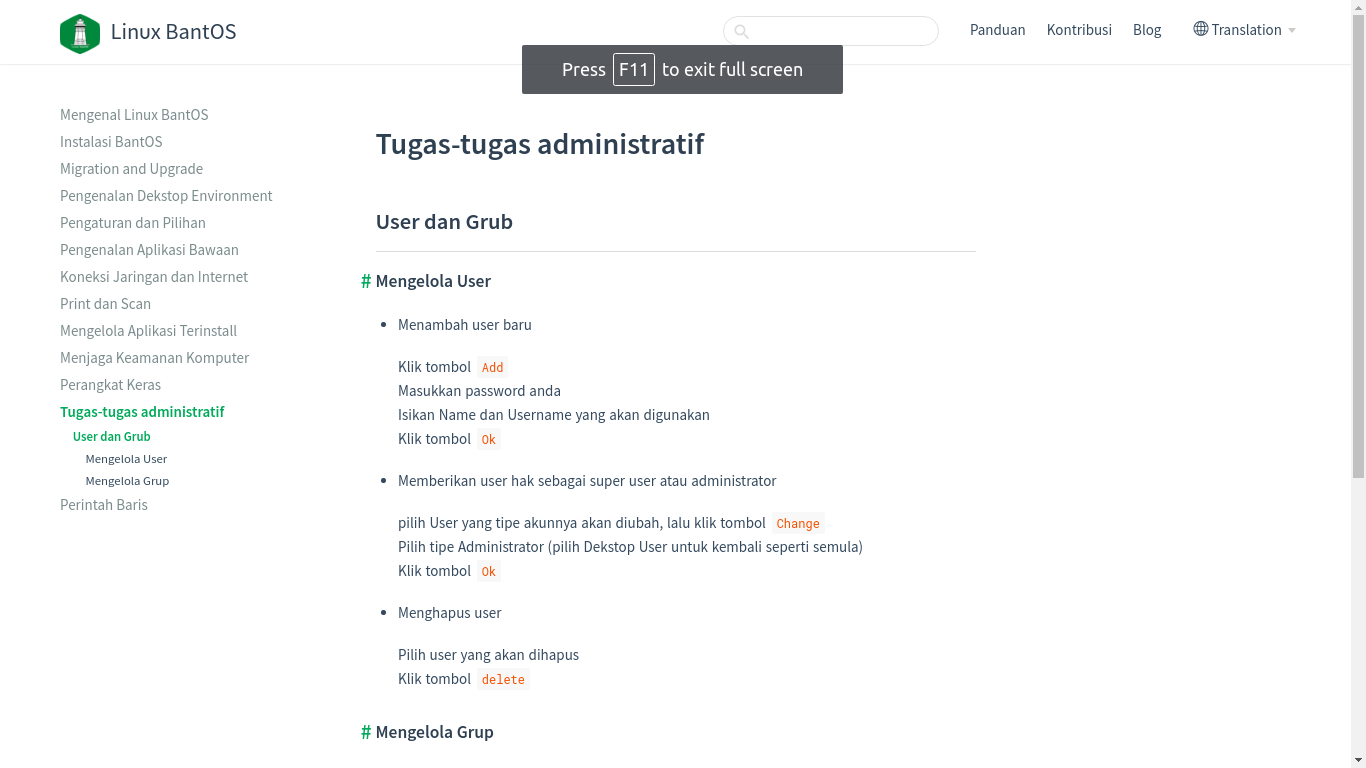 Linux BantOS
Panduan
Kontribusi
Blog
Translation
Press F11 to exit full screen
Mengenal Linux BantOS
Instalasi BantOS
Migration and Upgrade
Pengenalan Dekstop Environment
Pengaturan dan Pilihan
Pengenalan Aplikasi Bawaan
Koneksi Jaringan dan Internet
Print dan Scan
Mengelola Aplikasi Terinstall
Menjaga Keamanan Komputer
Perangkat Keras
Tugas-tugas administratif
User dan Grub
Mengelola User
Mengelola Grup
Perintah Baris
Tugas-tugas administratif
User dan Grub
# Mengelola User
• Menambah user baru
Klik tombol Add
Masukkan password anda
Isikan Name dan Username yang akan digunakan
Klik tombol Ok
• Memberikan user hak sebagai super user atau administrator
pilih User yang tipe akunnya akan diubah, lalu klik tombol Change
Pilih tipe Administrator (pilih Dekstop User untuk kembali seperti semula)
Klik tombol Ok
• Menghapus user
Pilih user yang akan dihapus
Klik tombol delete
# Mengelola Grup